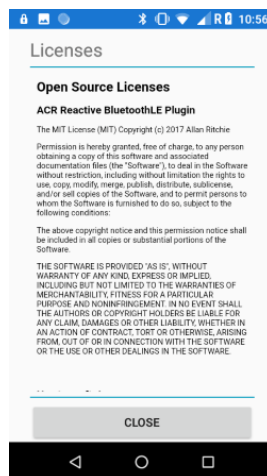 R 10:56
Licenses
Open Source Licenses
ACR Reactive BluetoothLE Plugin
The MIT License (MIT) Copyright (c) 2017 Allan Ritchie
Permission is hereby granted, free of charge, to any person
obtaining a copy of this software and associated
documentation files (the "Software"), to deal in the Software
without restriction, including without limitation the rights to
use, copy, modify, merge, publish, distribute, sublicense,
and/or sell copies of the Software, and to permit persons to
whom the Software is furnished to do so, subject to the
following conditions:
The above copyright notice and this permission notice shall
be included in all copies or substantial portions of the
Software.
THE SOFTWARE IS PROVIDED "AS IS", WITHOUT
WARRANTY OF ANY KIND, EXPRESS OR IMPLIED,
INCLUDING BUT NOT LIMITED TO THE WARRANTIES OF
MERCHANTABILITY, FITNESS FOR A PARTICULAR
PURPOSE AND NONINFRINGEMENT. IN NO EVENT SHALL
THE AUTHORS OR COPYRIGHT HOLDERS BE LIABLE FOR
ANY CLAIM, DAMAGES OR OTHER LIABILITY, WHETHER IN
AN ACTION OF CONTRACT, TORT OR OTHERWISE, ARISING
FROM, OUT OF OR IN CONNECTION WITH THE SOFTWARE
OR THE USE OR OTHER DEALINGS IN THE SOFTWARE.
CLOSE